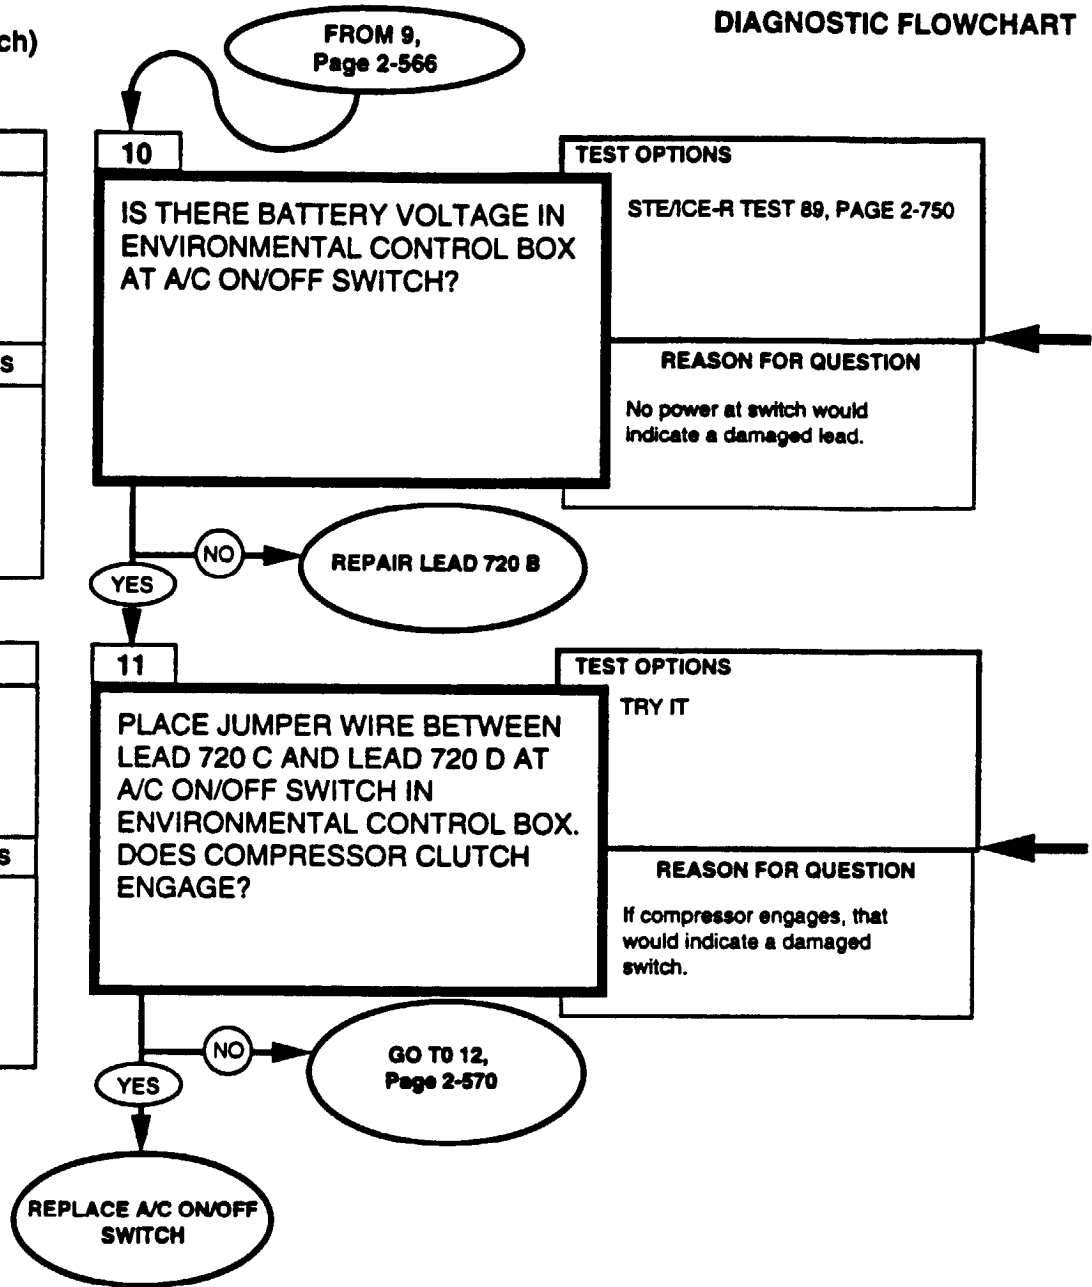 ch)
DIAGNOSTIC FLOWCHART
FROM 9,
Page 2-566
10
IS THERE BATTERY VOLTAGE IN
ENVIRONMENTAL CONTROL BOX
AT A/C ON/OFF SWITCH?
TEST OPTIONS
STE/ICE-R TEST 89, PAGE 2-750
S
REASON FOR QUESTION
No power at switch would
indicate a damaged lead.
NO
REPAIR LEAD 720 B
YES
11
PLACE JUMPER WIRE BETWEEN
LEAD 720 C AND LEAD 720 D AT
A/C ON/OFF SWITCH IN
ENVIRONMENTAL CONTROL BOX.
DOES COMPRESSOR CLUTCH
ENGAGE?
TEST OPTIONS
TRY IT
S
REASON FOR QUESTION
If compressor engages, that
would indicate a damaged
switch.
NO
GO T0 12,
Page 2-570
YES
REPLACE A/C ON/OFF
SWITCH